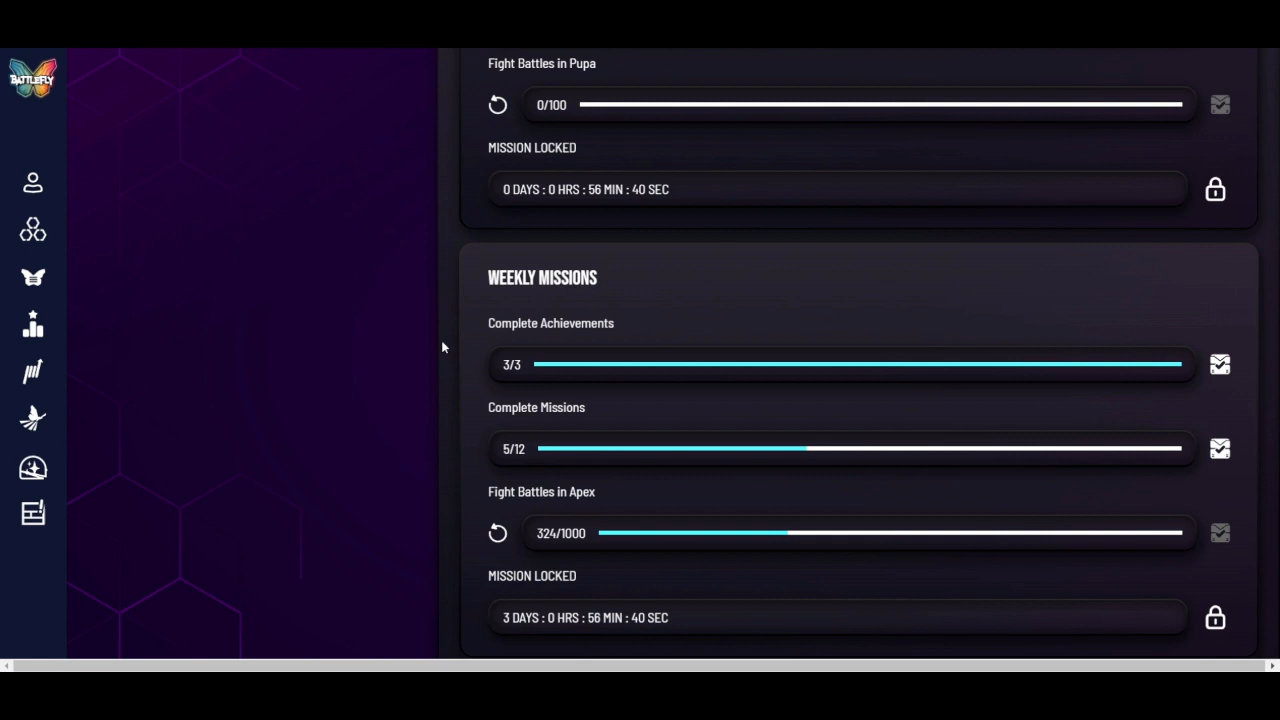 BATTLEFLY
Fight Battles in Pupa
0/100
MISSION LOCKED
0 DAYS : 0 HRS : 56 MIN : 40 SEC
WEEKLY MISSIONS
Complete Achievements
3/3
Complete Missions
5/12
Fight Battles in Apex
324/1000
MISSION LOCKED
3 DAYS : 0 HRS : 56 MIN : 40 SEC